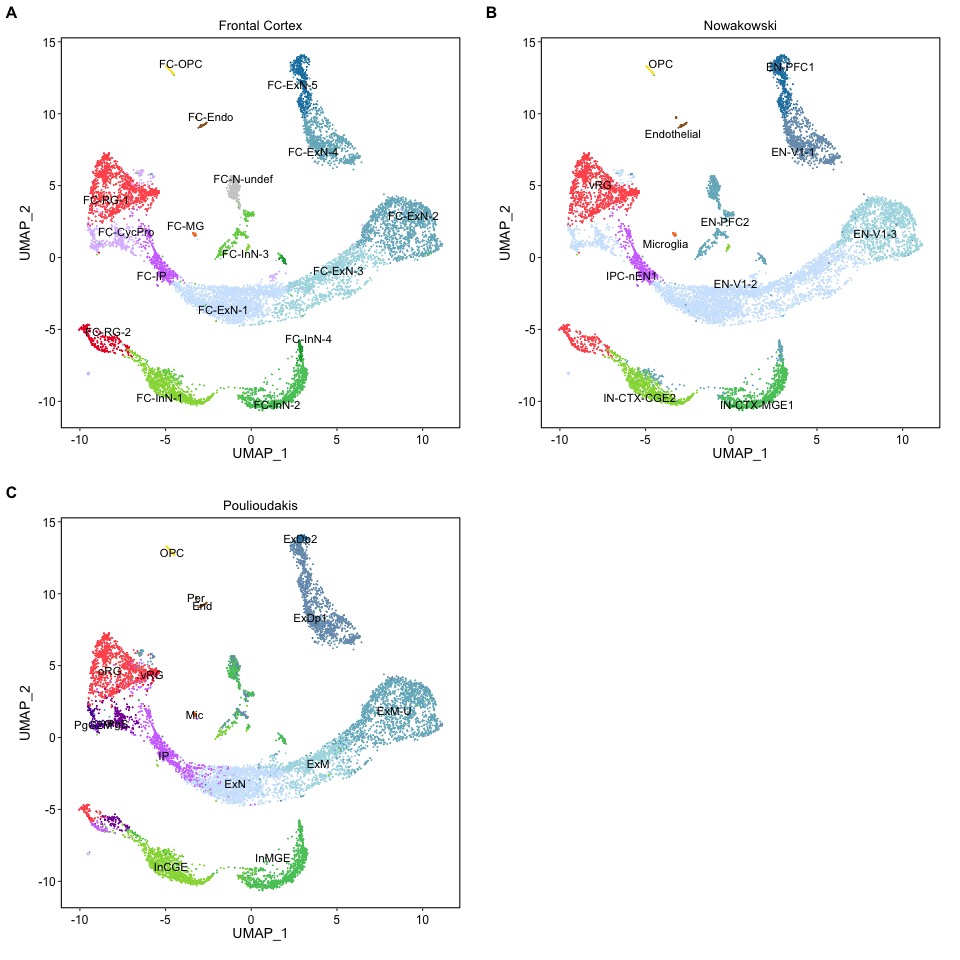 A
Frontal Cortex
15
10
5
0
-5
-10
UMAP_2
FC-OPC
FC-ExN-5
FC-Endo
FC-ExN-4
FC-N-undef
FC-RG-1
FC-ExN-2
FC-MG
FC-CycPro
FC-InN-3
FC-ExN-3
FC-IP
FC-ExN-1
FC-RG-2
FC-InN-4
FC-InN-1
FC-InN-2
-10 -5 0 5 10
UMAP_1
B
Nowakowski
15
10
5
0
-5
-10
UMAP_2
OPC
EN-PFC1
Endothelial
EN-V1-1
vRG
EN-PFC2
EN-V1-3
Microglia
IPC-nEN1
EN-V1-2
IN-CTX-CGE2
IN-CTX-MGE1
-10 -5 0 5 10
UMAP_1
C
Poulioudakis
15
10
5
0
-5
-10
UMAP_2
ExDp2
OPC
Per
End
ExDp1
oRG
vRG
Mic
ExM-U
IP
ExM
ExN
InMGE
InCGE
-10 -5 0 5 10
UMAP_1